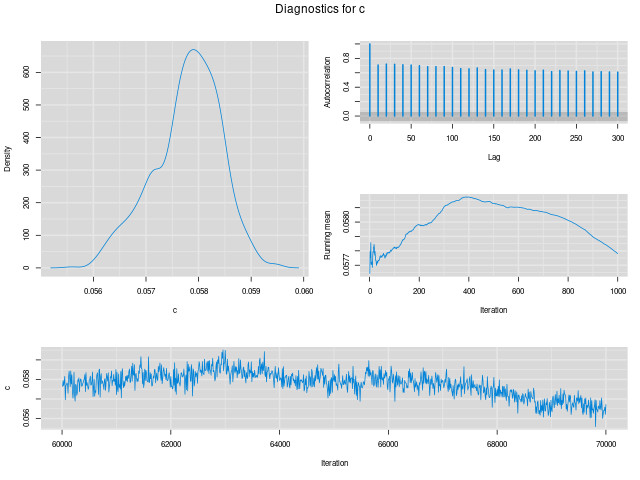 Diagnostics for c
Density
0 100 200 300 400 500 600
0.056 0.057 0.058 0.059 0.060
c
Autocorrelation
0.0 0.4 0.8
0 50 100 150 200 250 300
Lag
Running mean
0.0577 0.0580
0 200 400 600 800 1000
Iteration
c
0.056 0.058
60000 62000 64000 66000 68000 70000
Iteration